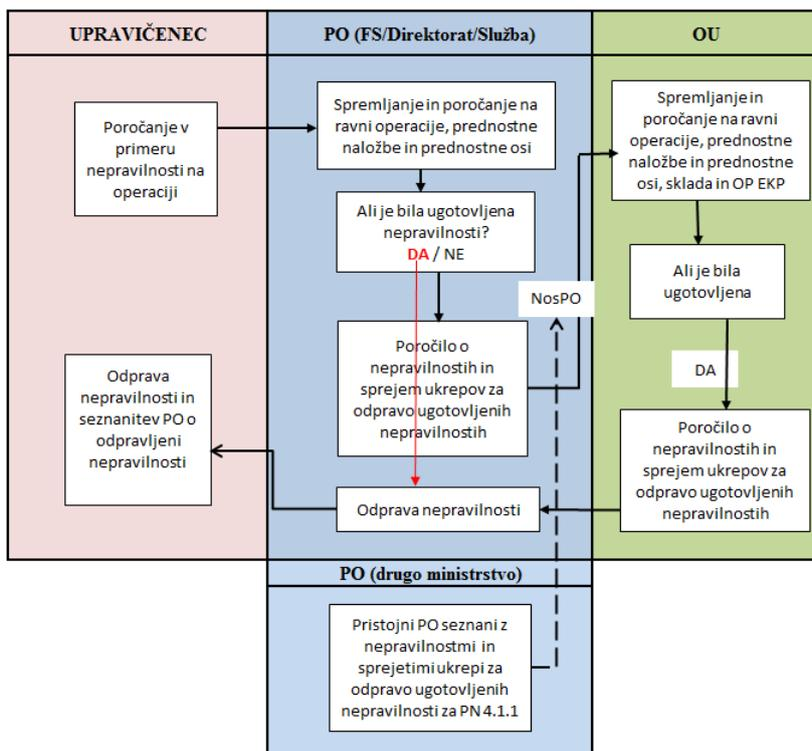 UPRAVIČENEC
PO (FS/Direktorat/Služba)
OU
Poročanje v
primeru
nepravilnosti na
operaciji
Spremljanje in poročanje na
ravni operacije, prednostne
naložbe in prednostne osi
Spremljanje in
poročanje na ravni
operacije, prednostne
naložbe in prednostne
osi, sklada in OP EKP
Ali je bila ugotovljena
nepravilnosti?
DA / NE
Ali je bila
ugotovljena
NosPO
DA
Poročilo o
nepravilnostih in
sprejem ukrepov za
odpravo ugotovljenih
nepravilnostih
Odprava
nepravilnosti in
seznanitev PO o
odpravljeni
nepravilnosti
Poročilo o
nepravilnostih in
sprejem ukrepov za
odpravo ugotovljenih
nepravilnostih
Odprava nepravilnosti
PO (drugo ministrstvo)
Pristojni PO seznani z
nepravilnostmi in
sprejetimi ukrepi za
odpravo ugotovljenih
nepravilnosti za PN 4.1.1